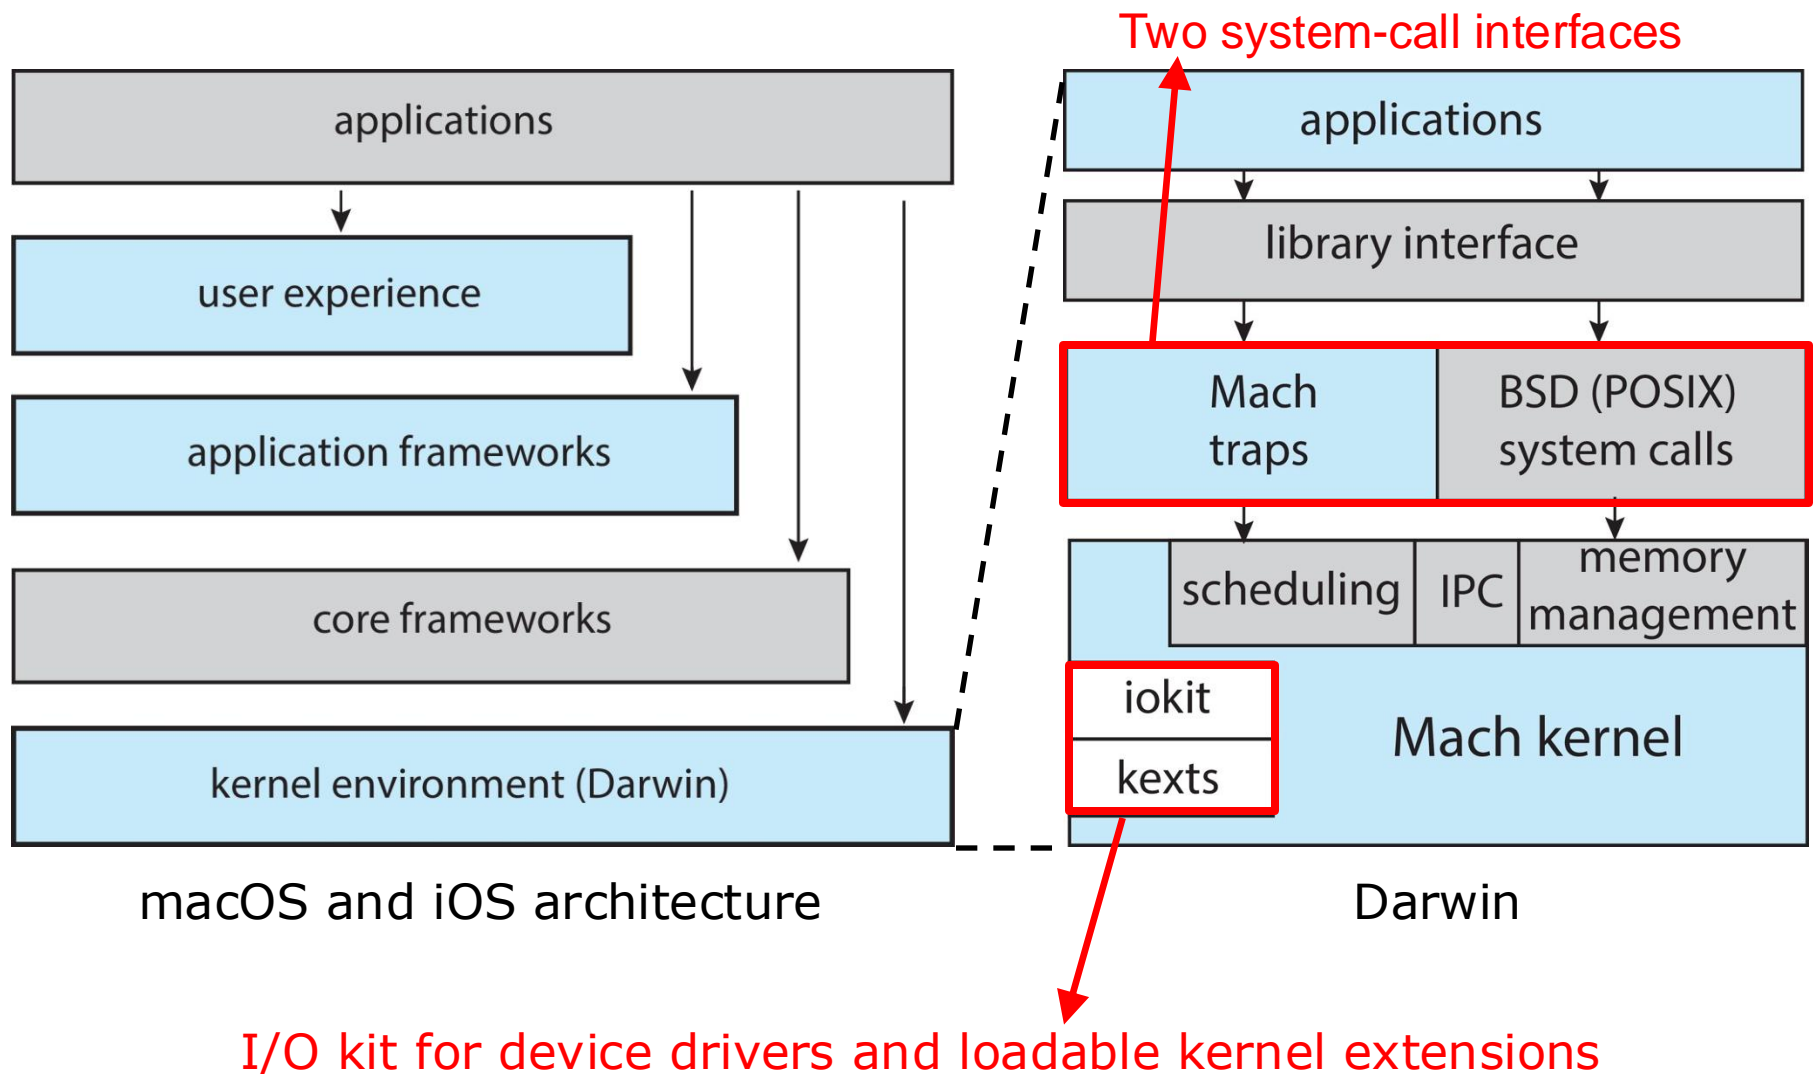 Two system-call interfaces
applications
user experience
application frameworks
core frameworks
kernel environment (Darwin)
macOS and iOS architecture
applications
library interface
Mach
traps
BSD (POSIX)
system calls
scheduling
IPC
memory
management
iokit
kexts
Mach kernel
Darwin
I/O kit for device drivers and loadable kernel extensions